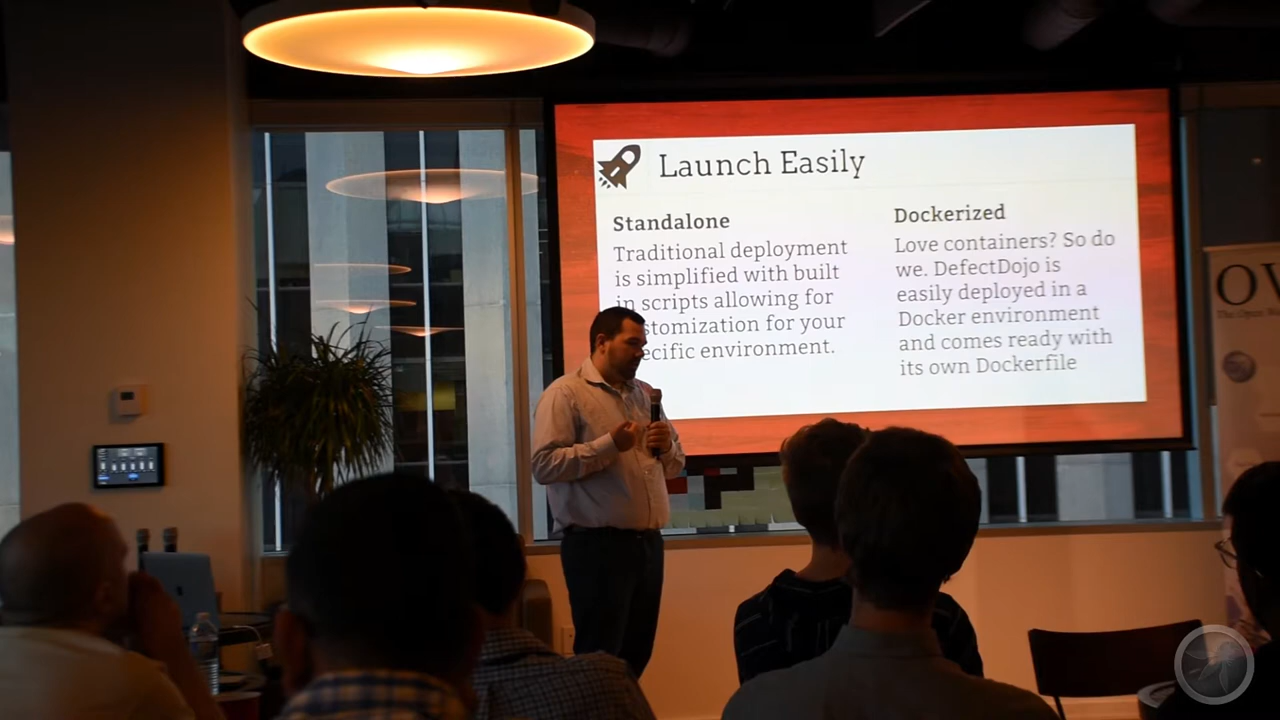 Launch Easily
Standalone
Traditional deployment
is simplified with built
in scripts allowing for
stomization for your
ecific environment.
Dockerized
Love containers? So do
we. DefectDojo is
easily deployed in a
Docker environment
and comes ready with
its own Dockerfile
OW
The Open W